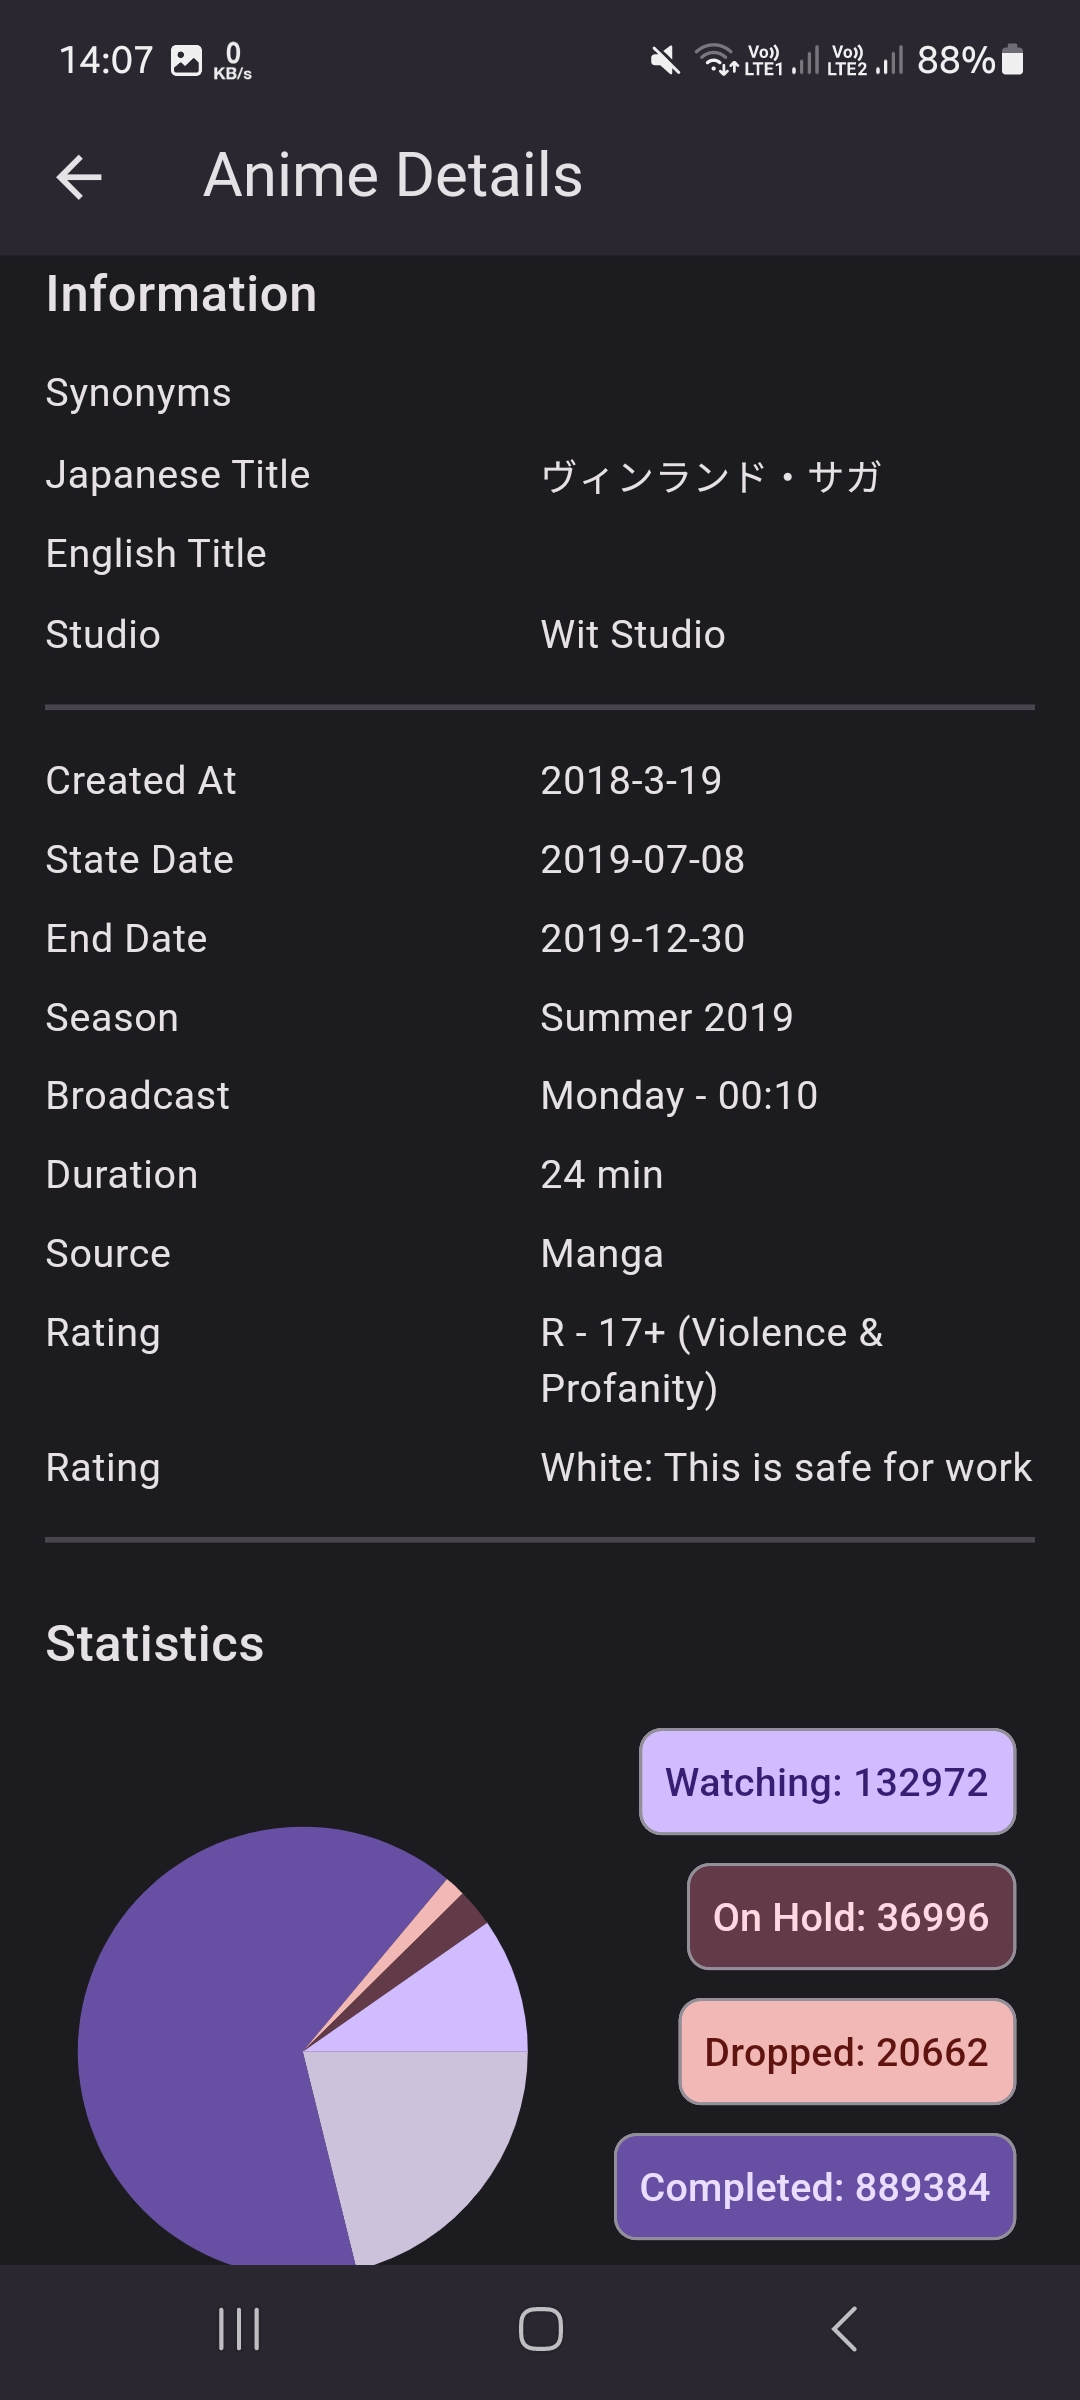 14:07 0 KB/s Vo)) LTE1 Vo)) LTE2 88%
Anime Details
Information
Synonyms
Japanese Title ヴィンランド・サガ
English Title
Studio Wit Studio
Created At 2018-3-19
State Date 2019-07-08
End Date 2019-12-30
Season Summer 2019
Broadcast Monday - 00:10
Duration 24 min
Source Manga
Rating R - 17+ (Violence &
Profanity)
Rating White: This is safe for work
Statistics
Watching: 132972
On Hold: 36996
Dropped: 20662
Completed: 889384